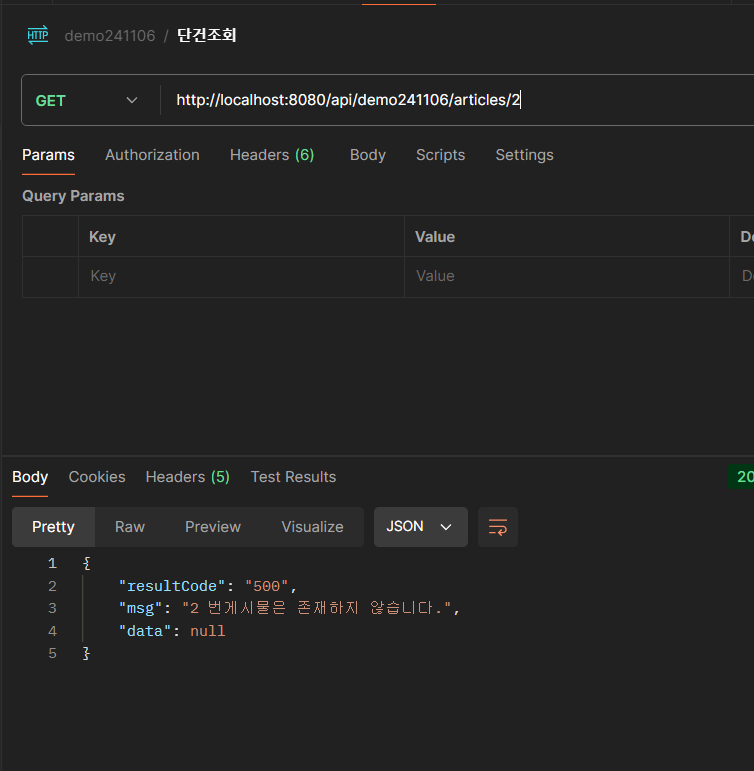 HTTP demo241106 / 단건조회
GET http://localhost:8080/api/demo241106/articles/2
Params Authorization Headers (6) Body Scripts Settings
Query Params
Key Value De
Key Value D
Body Cookies Headers (5) Test Results 20
Pretty Raw Preview Visualize JSON
1 {
2 "resultCode": "500",
3 "msg": "2 번게시물은 존재하지 않습니다.",
4 "data": null
5 }